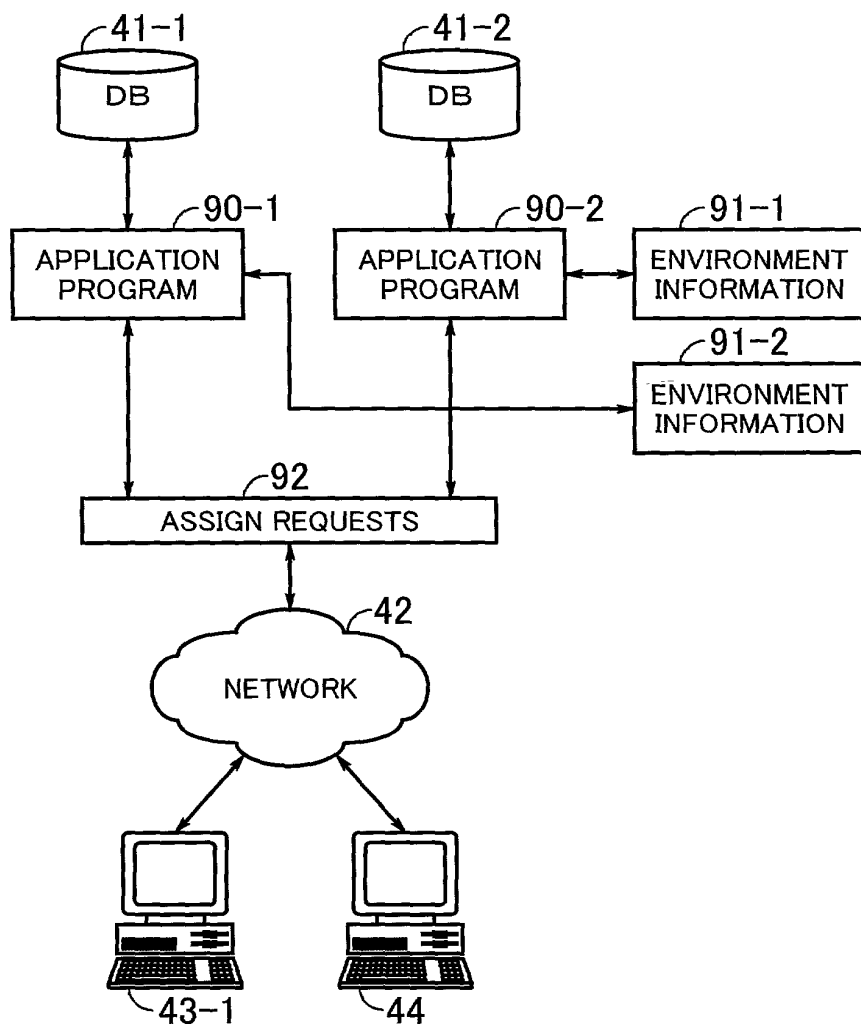 41-1
41-2
DB
DB
90-1
90-2
91-1
APPLICATION
PROGRAM
APPLICATION
PROGRAM
ENVIRONMENT
INFORMATION
91-2
ENVIRONMENT
INFORMATION
92
ASSIGN REQUESTS
42
NETWORK
43-1
44